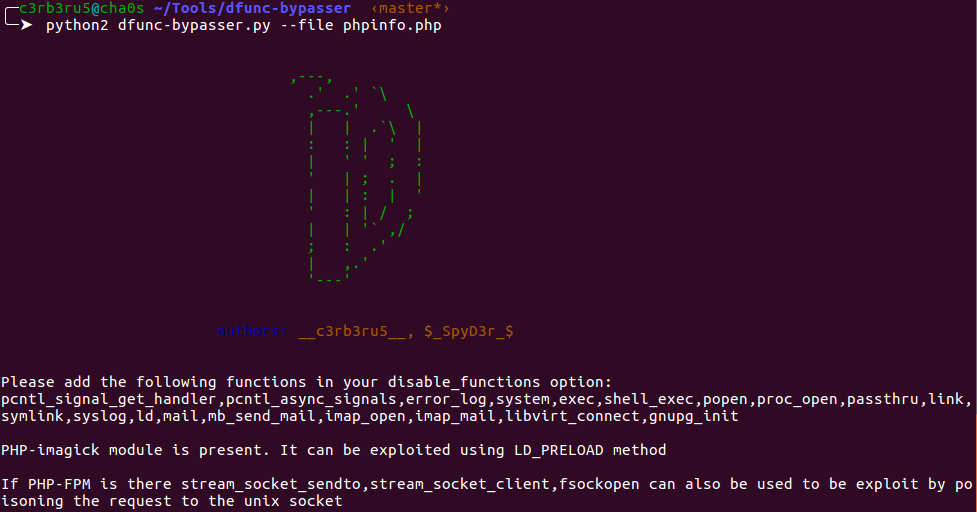 c3rb3ru5@cha0s ~/Tools/dfunc-bypasser ‹master*›
➤ python2 dfunc-bypasser.py --file phpinfo.php
authors: __c3rb3ru5__, $_SpyD3r_$
Please add the following functions in your disable_functions option:
pcntl_signal_get_handler,pcntl_async_signals,error_log,system,exec,shell_exec,popen,proc_open,passthru,link,
symlink,syslog,ld,mail,mb_send_mail,imap_open,imap_mail,libvirt_connect,gnupg_init
PHP-imagick module is present. It can be exploited using LD_PRELOAD method
If PHP-FPM is there stream_socket_sendto,stream_socket_client,fsockopen can also be used to be exploit by po
isoning the request to the unix socket